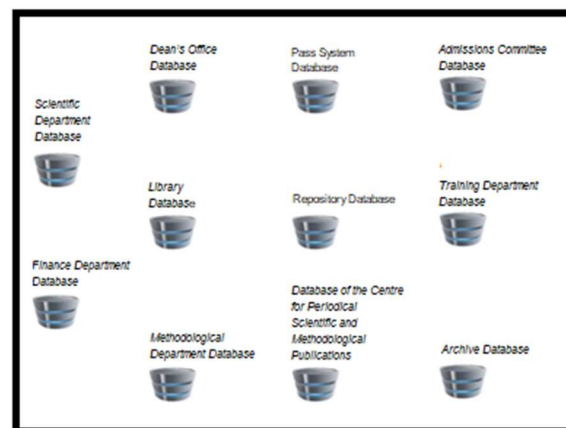 Dean's Office
Database
Pass System
Database
Admissions Committee
Database
Scientific
Department
Database
Library
Database
Repository Database
Training Department
Database
Finance Department
Database
Methodological
Department Database
Database of the Centre
for Periodical
Scientific and
Methodological
Publications
Archive Database